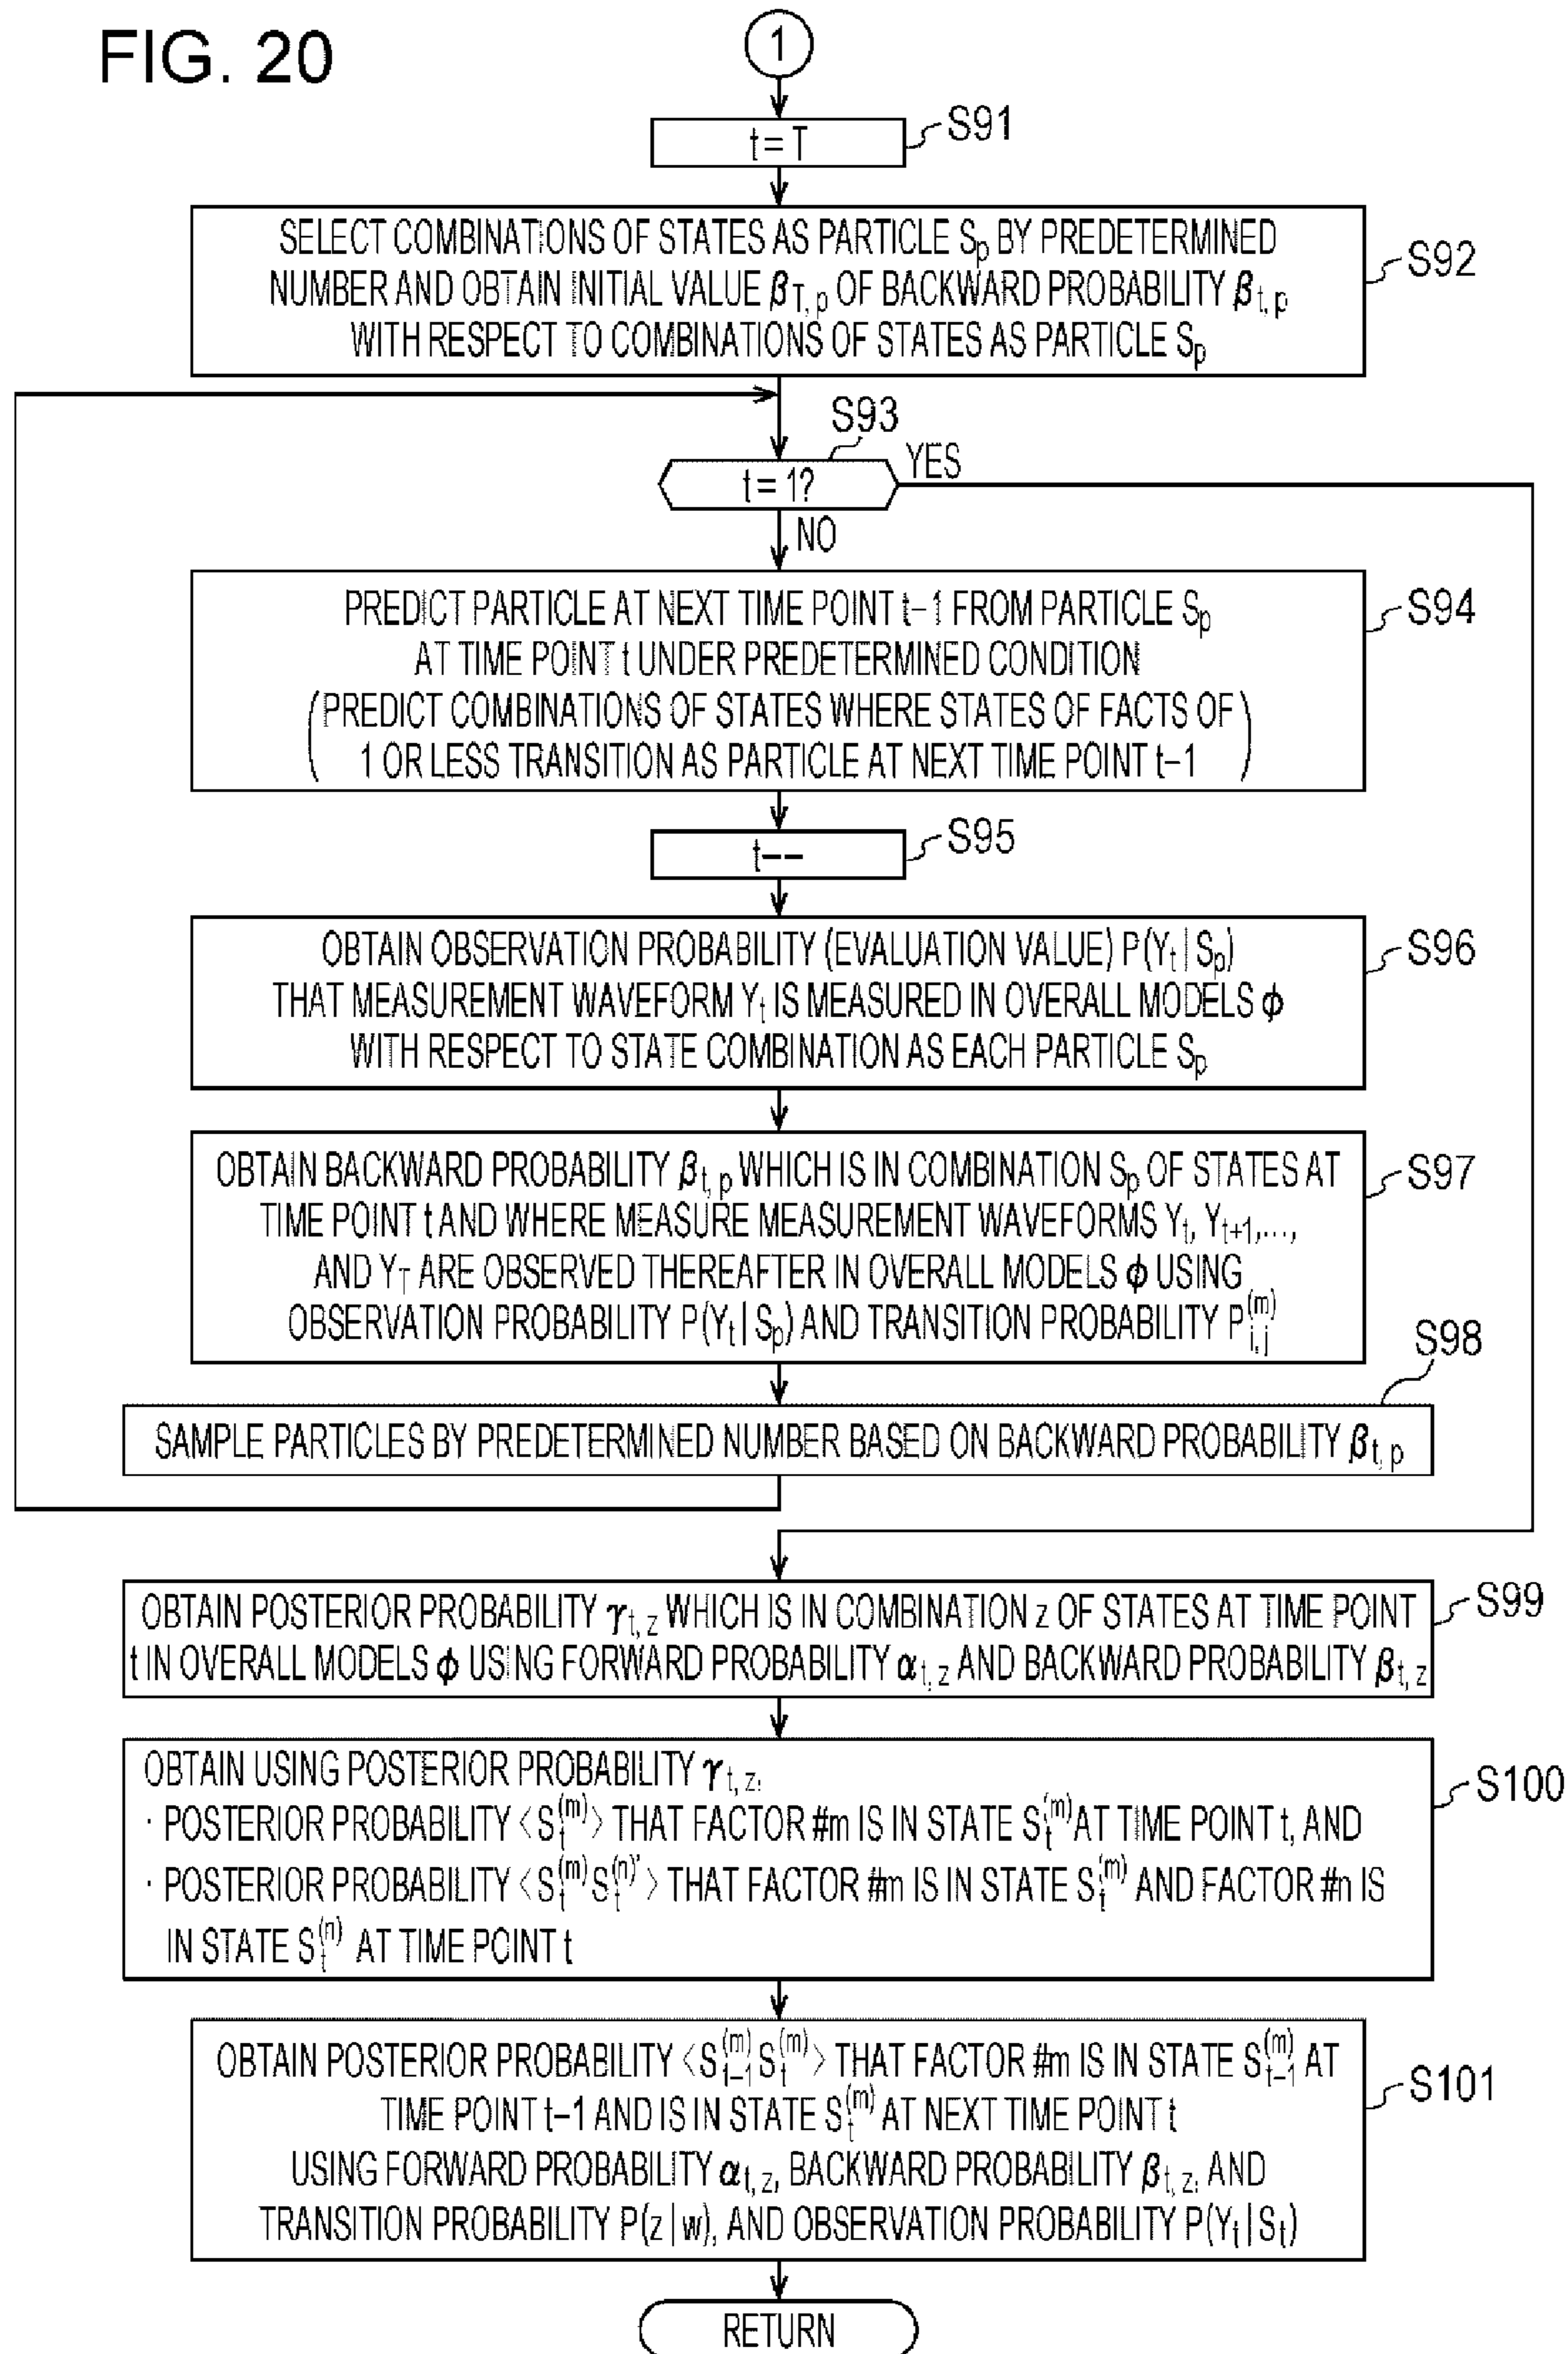 FIG. 20
1
t = T
S91
SELECT COMBINATIONS OF STATES AS PARTICLE Sp BY PREDETERMINED
NUMBER AND OBTAIN INITIAL VALUE βT, p OF BACKWARD PROBABILITY βt, p
WITH RESPECT TO COMBINATIONS OF STATES AS PARTICLE Sp
S92
S93
t = 1?
YES
NO
PREDICT PARTICLE AT NEXT TIME POINT t–1 FROM PARTICLE Sp
AT TIME POINT t UNDER PREDETERMINED CONDITION
(PREDICT COMBINATIONS OF STATES WHERE STATES OF FACTS OF
1 OR LESS TRANSITION AS PARTICLE AT NEXT TIME POINT t–1)
S94
t––
S95
OBTAIN OBSERVATION PROBABILITY (EVALUATION VALUE) P(Yt | Sp)
THAT MEASUREMENT WAVEFORM Yt IS MEASURED IN OVERALL MODELS ϕ
WITH RESPECT TO STATE COMBINATION AS EACH PARTICLE Sp
S96
OBTAIN BACKWARD PROBABILITY βt, p WHICH IS IN COMBINATION Sp OF STATES AT
TIME POINT t AND WHERE MEASURE MEASUREMENT WAVEFORMS Yt, Yt+1,...,
AND YT ARE OBSERVED THEREAFTER IN OVERALL MODELS ϕ USING
OBSERVATION PROBABILITY P(Yt | Sp) AND TRANSITION PROBABILITY P(m)i, j
S97
S98
SAMPLE PARTICLES BY PREDETERMINED NUMBER BASED ON BACKWARD PROBABILITY βt, p
OBTAIN POSTERIOR PROBABILITY γt, z WHICH IS IN COMBINATION z OF STATES AT TIME POINT
t IN OVERALL MODELS ϕ USING FORWARD PROBABILITY αt, z AND BACKWARD PROBABILITY βt, z
S99
OBTAIN USING POSTERIOR PROBABILITY γt, z,
· POSTERIOR PROBABILITY <St(m)> THAT FACTOR #m IS IN STATE St(m) AT TIME POINT t, AND
· POSTERIOR PROBABILITY <St(m)St(n)'> THAT FACTOR #m IS IN STATE St(m) AND FACTOR #n IS
IN STATE St(n) AT TIME POINT t
S100
OBTAIN POSTERIOR PROBABILITY <St–1(m)St(m)> THAT FACTOR #m IS IN STATE St–1(m) AT
TIME POINT t–1 AND IS IN STATE St(m) AT NEXT TIME POINT t
USING FORWARD PROBABILITY αt, z, BACKWARD PROBABILITY βt, z, AND
TRANSITION PROBABILITY P(z | w), AND OBSERVATION PROBABILITY P(Yt | St)
S101
RETURN